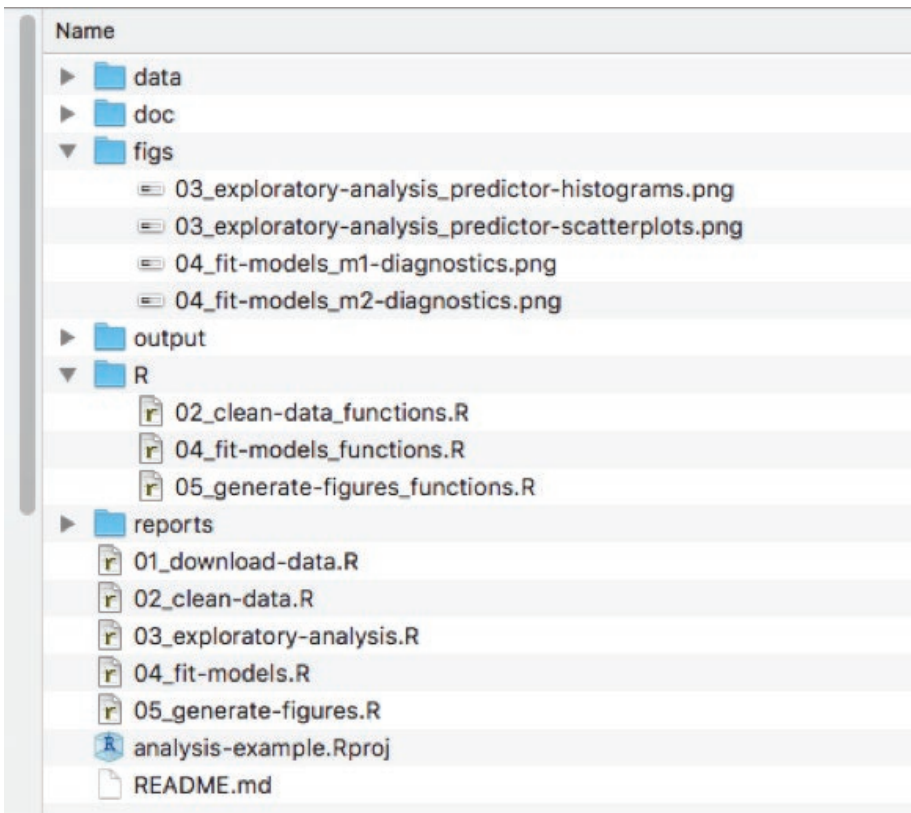 Name
data
doc
figs
03_exploratory-analysis_predictor-histograms.png
03_exploratory-analysis_predictor-scatterplots.png
04_fit-models_m1-diagnostics.png
04_fit-models_m2-diagnostics.png
output
R
02_clean-data_functions.R
04_fit-models_functions.R
05_generate-figures_functions.R
reports
01_download-data.R
02_clean-data.R
03_exploratory-analysis.R
04_fit-models.R
05_generate-figures.R
analysis-example.Rproj
README.md